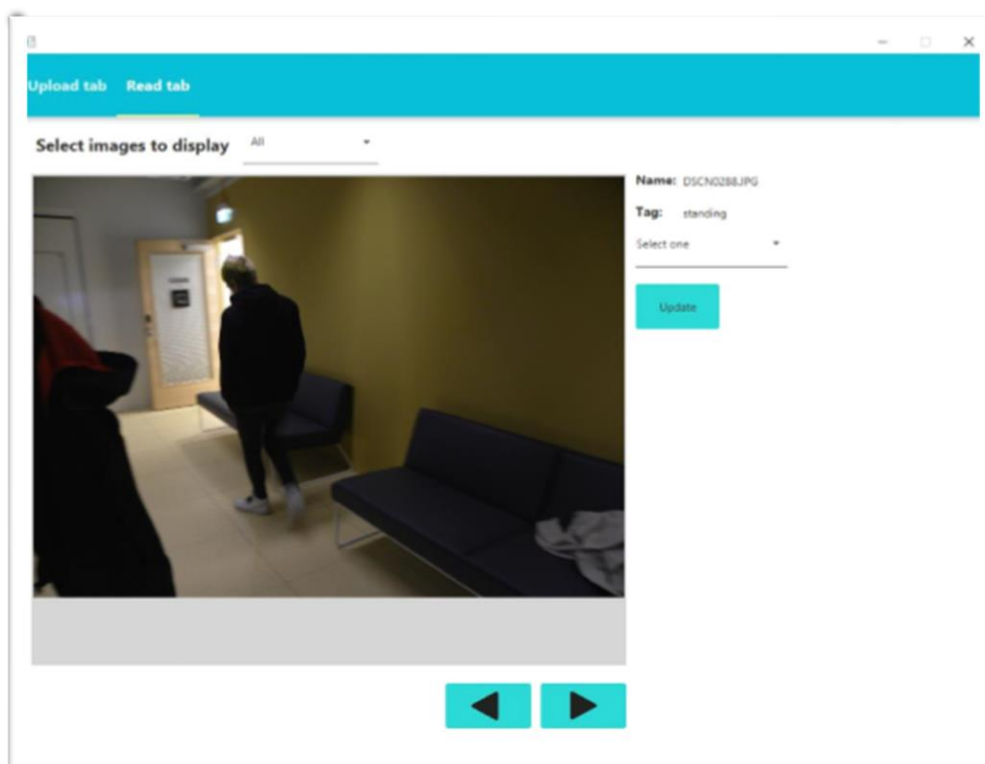 Upload tab Read tab
Select images to display All
Name: DSCN0288.JPG
Tag: standing
Select one
Update